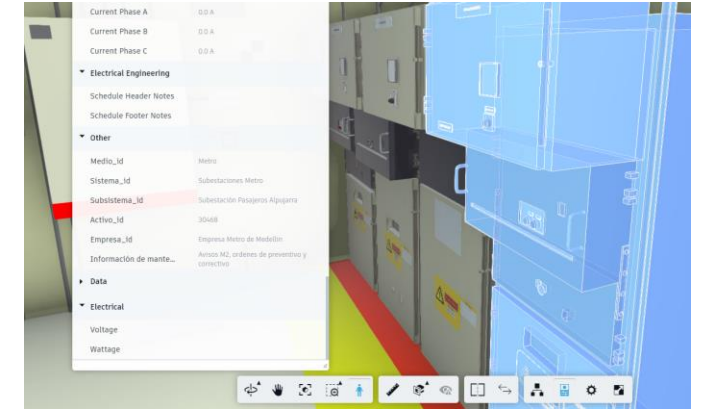 Current Phase A 0.0 A
Current Phase B 0.0 A
Current Phase C 0.0 A
Electrical Engineering
Schedule Header Notes
Schedule Footer Notes
Other
Medio_Id Metro
Sistema_Id Subestaciones Metro
Subsistema_Id Subestación Pasajeros Alpujarra
Activo_Id 30468
Empresa_Id Empresa Metro de Medellín
Información de mante... Avisos M2, ordenes de preventivo y
correctivo
Data
Electrical
Voltage
Wattage